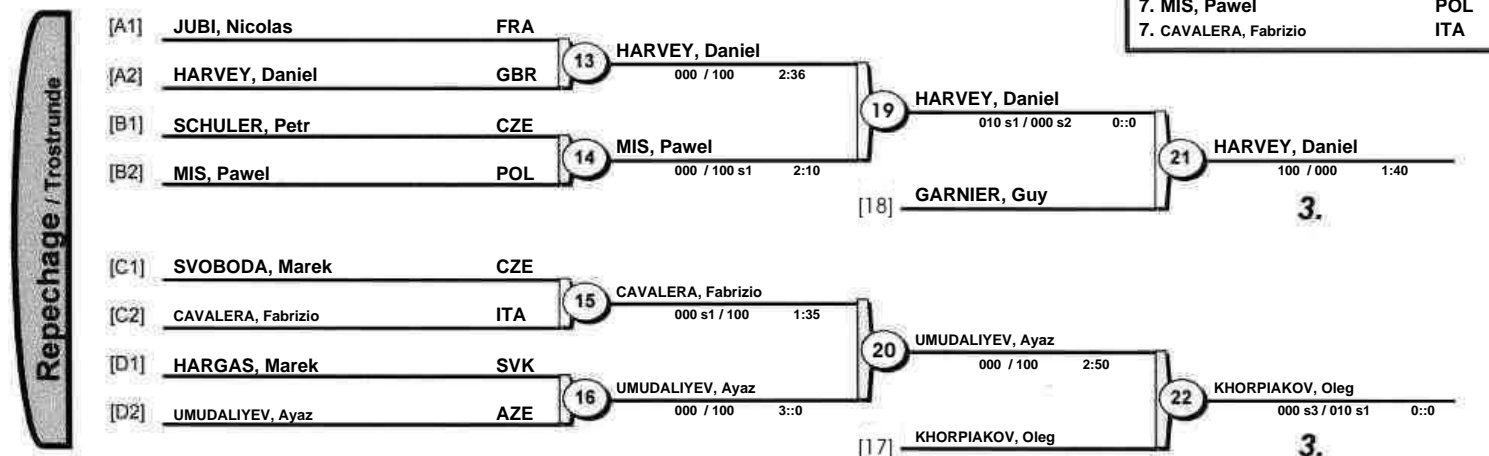 7. MIS, Pawel POL
7. CAVALERA, Fabrizio ITA
Repechage / Trostrunde
[A1] JUBI, Nicolas FRA
[A2] HARVEY, Daniel GBR
13 HARVEY, Daniel
000 / 100 2:36
[B1] SCHULER, Petr CZE
[B2] MIS, Pawel POL
14 MIS, Pawel
000 / 100 s1 2:10
19 HARVEY, Daniel
010 s1 / 000 s2 0::0
[18] GARNIER, Guy
21 HARVEY, Daniel
100 / 000 1:40
3.
[C1] SVOBODA, Marek CZE
[C2] CAVALERA, Fabrizio ITA
15 CAVALERA, Fabrizio
000 s1 / 100 1:35
[D1] HARGAS, Marek SVK
[D2] UMUDALIYEV, Ayaz AZE
16 UMUDALIYEV, Ayaz
000 / 100 3::0
20 UMUDALIYEV, Ayaz
000 / 100 2:50
[17] KHORPIAKOV, Oleg
22 KHORPIAKOV, Oleg
000 s3 / 010 s1 0::0
3.